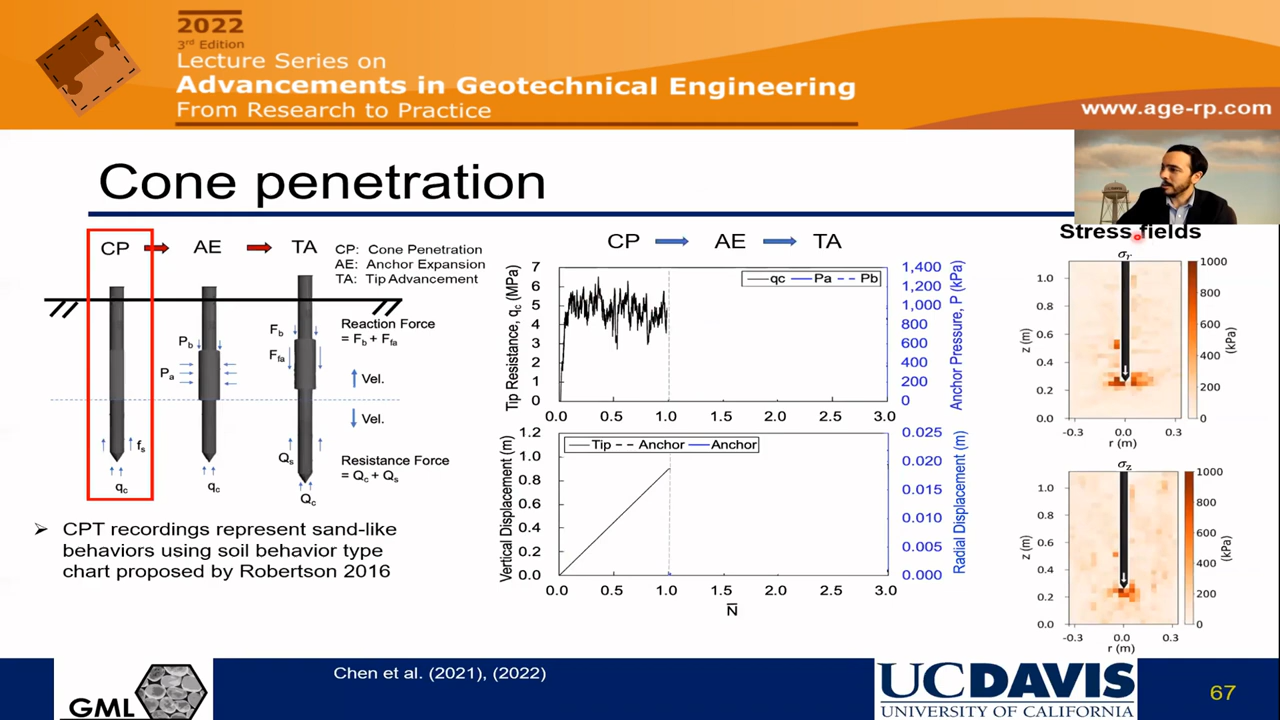 2022
3rd Edition
Lecture Series on
Advancements in Geotechnical Engineering
From Research to Practice
www.age-rp.com
Cone penetration
CP
AE
TA
CP: Cone Penetration
AE: Anchor Expansion
TA: Tip Advancement
Pb
Pa
Fb
Ffa
Reaction Force
= Fb + Ffa
Vel.
Vel.
fs
Qs
Resistance Force
= Qc + Qs
qc
qc
Qc
➢ CPT recordings represent sand-like
behaviors using soil behavior type
chart proposed by Robertson 2016
CP
AE
TA
Tip Resistance, qc (MPa)
7
6
5
4
3
2
1
0
qc Pa Pb
1,400
1,200
1,000
800
600
400
200
0
Anchor Pressure, P (kPa)
0.0 0.5 1.0 1.5 2.0 2.5 3.0
Vertical Displacement (m)
1.2
1.0
0.8
0.6
0.4
0.2
0.0
Tip Anchor Anchor
0.025
0.020
0.015
0.010
0.005
0.000
Radial Displacement (m)
0.0 0.5 1.0 1.5 2.0 2.5 3.0
N̅
Stress fields
σr
z (m)
1.0
0.8
0.6
0.4
0.2
0.0
-0.3 0.0 0.3
r (m)
1000
800
600
400
200
0
(kPa)
σz
z (m)
1.0
0.8
0.6
0.4
0.2
0.0
-0.3 0.0 0.3
r (m)
1000
800
600
400
200
0
(kPa)
GML
Chen et al. (2021), (2022)
UCDAVIS
UNIVERSITY OF CALIFORNIA
67